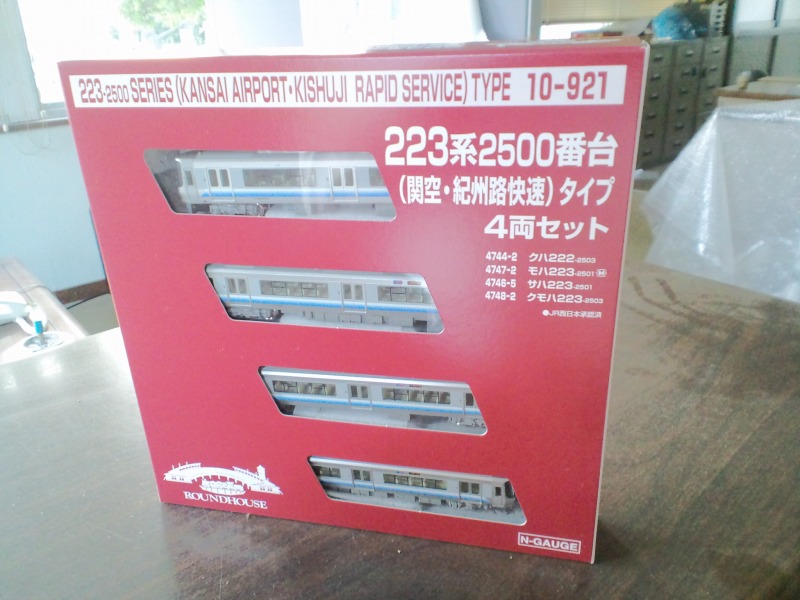 223-2500 SERIES (KANSAI AIRPORT・KISHUJI RAPID SERVICE) TYPE 10-921
223系2500番台
(関空・紀州路快速) タイプ
4両セット
4744-2 クハ222-2503
4747-2 モハ223-2501 Ⓜ
4746-5 サハ223-2501
4748-2 クモハ223-2503
●JR西日本承認済
ROUNDHOUSE
N-GAUGE